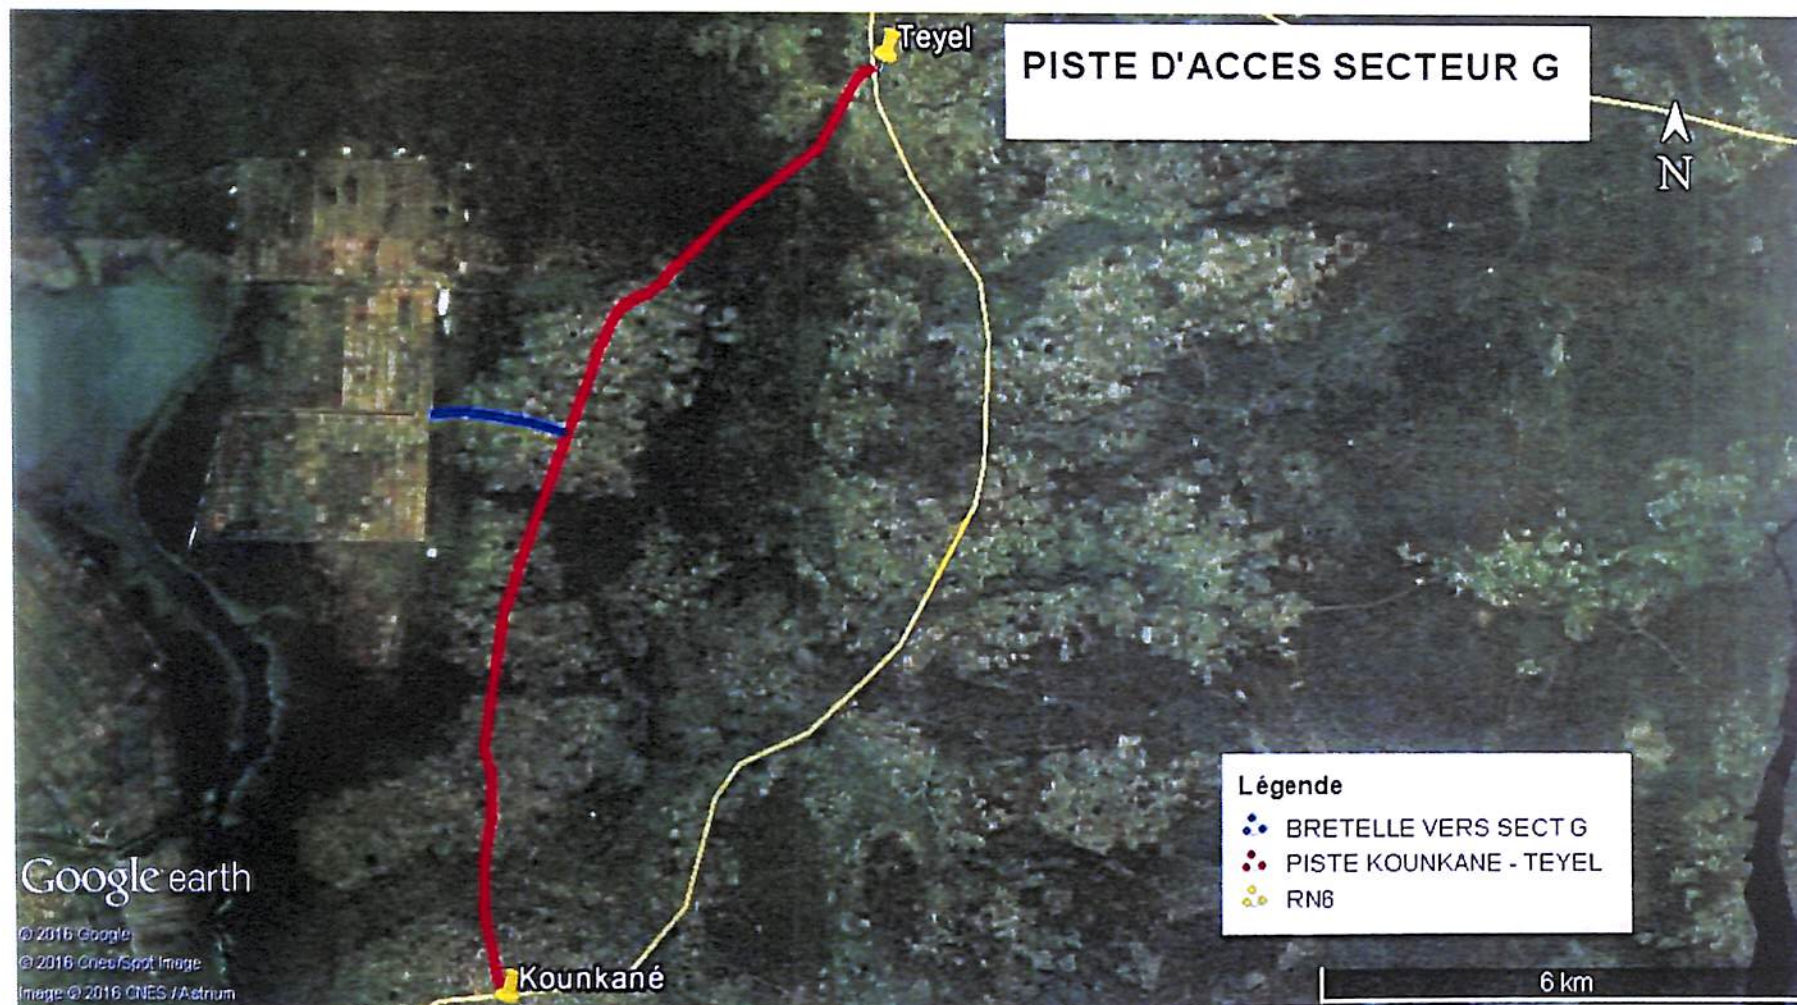 Teyel
PISTE D'ACCES SECTEUR G
N
Légende
BRETELLE VERS SECT G
PISTE KOUNKANE - TEYEL
RN6
Google earth
© 2016 Google
© 2016 Cnes/Spot Image
Image © 2016 CNES / Astrium
Kounkané
6 km